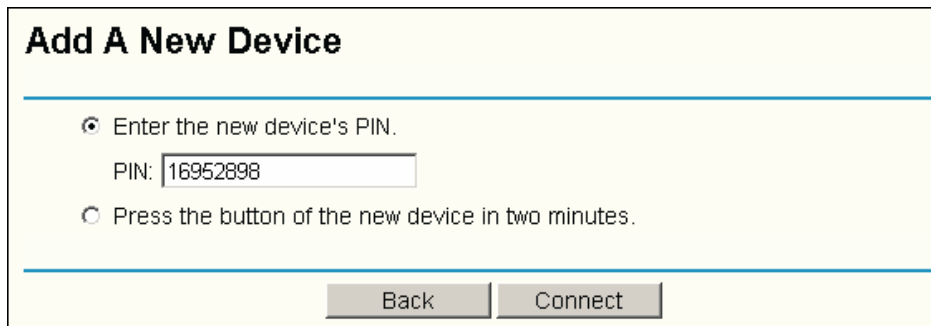 Add A New Device
Enter the new device's PIN.
PIN: 16952898
Press the button of the new device in two minutes.
Back Connect